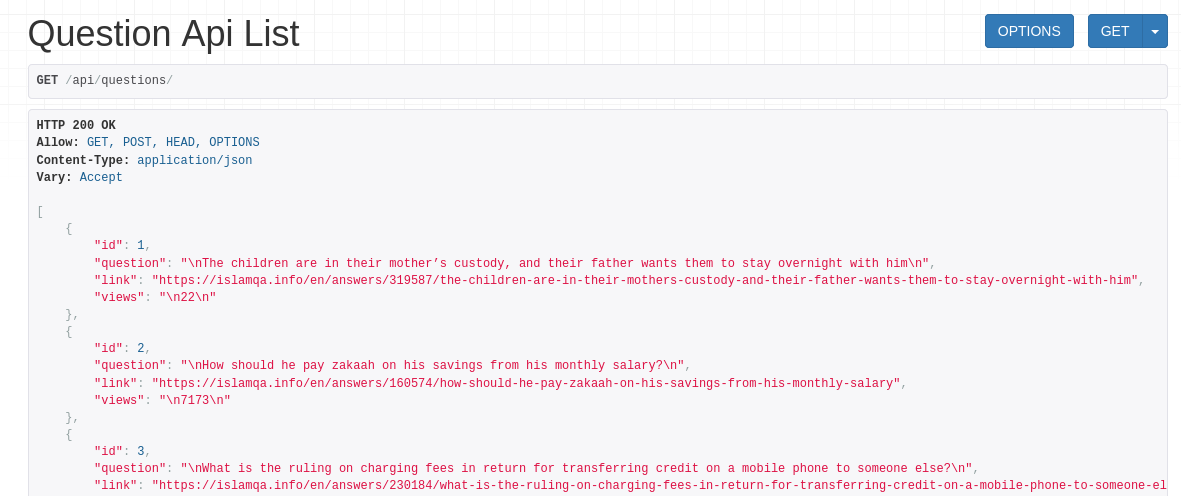 Question Api List
OPTIONS
GET
GET /api/questions/
HTTP 200 OK
Allow: GET, POST, HEAD, OPTIONS
Content-Type: application/json
Vary: Accept
[
    {
        "id": 1,
        "question": "\nThe children are in their mother’s custody, and their father wants them to stay overnight with him\n",
        "link": "https://islamqa.info/en/answers/319587/the-children-are-in-their-mothers-custody-and-their-father-wants-them-to-stay-overnight-with-him",
        "views": "\n22\n"
    },
    {
        "id": 2,
        "question": "\nHow should he pay zakaah on his savings from his monthly salary?\n",
        "link": "https://islamqa.info/en/answers/160574/how-should-he-pay-zakaah-on-his-savings-from-his-monthly-salary",
        "views": "\n7173\n"
    },
    {
        "id": 3,
        "question": "\nWhat is the ruling on charging fees in return for transferring credit on a mobile phone to someone else?\n",
        "link": "https://islamqa.info/en/answers/230184/what-is-the-ruling-on-charging-fees-in-return-for-transferring-credit-on-a-mobile-phone-to-someone-el